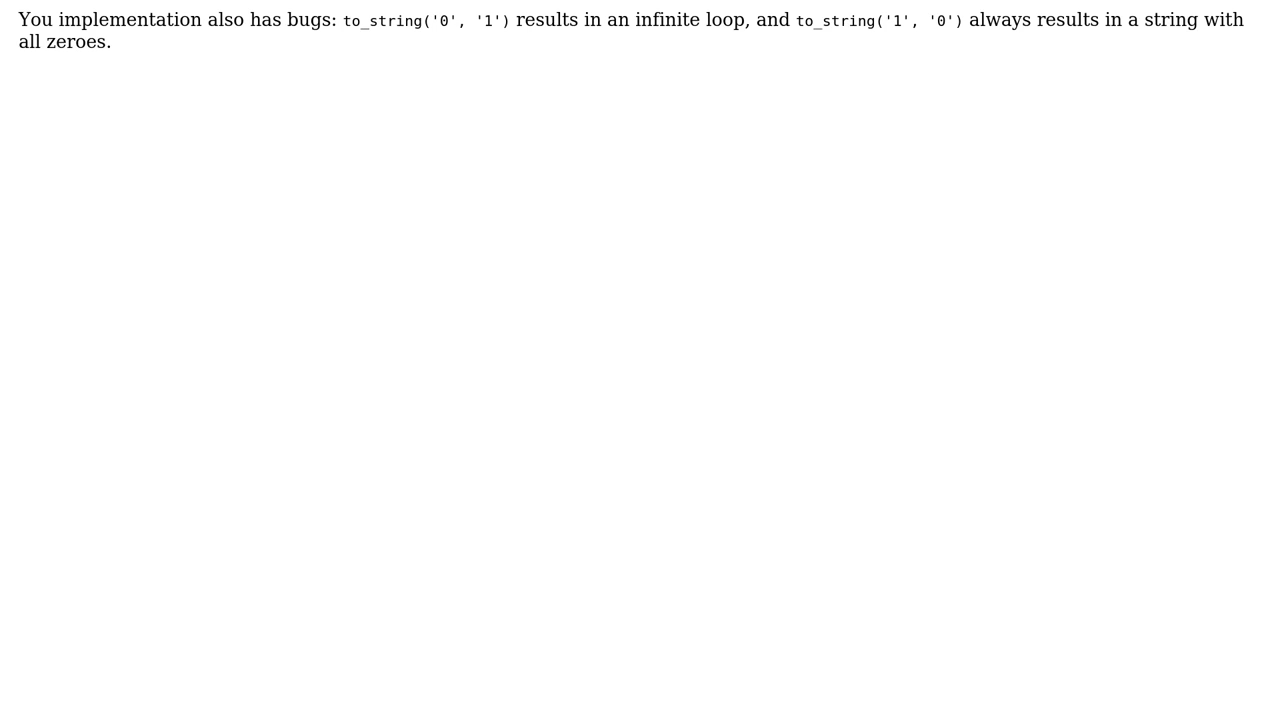 You implementation also has bugs: to_string('0', '1') results in an infinite loop, and to_string('1', '0') always results in a string with
all zeroes.